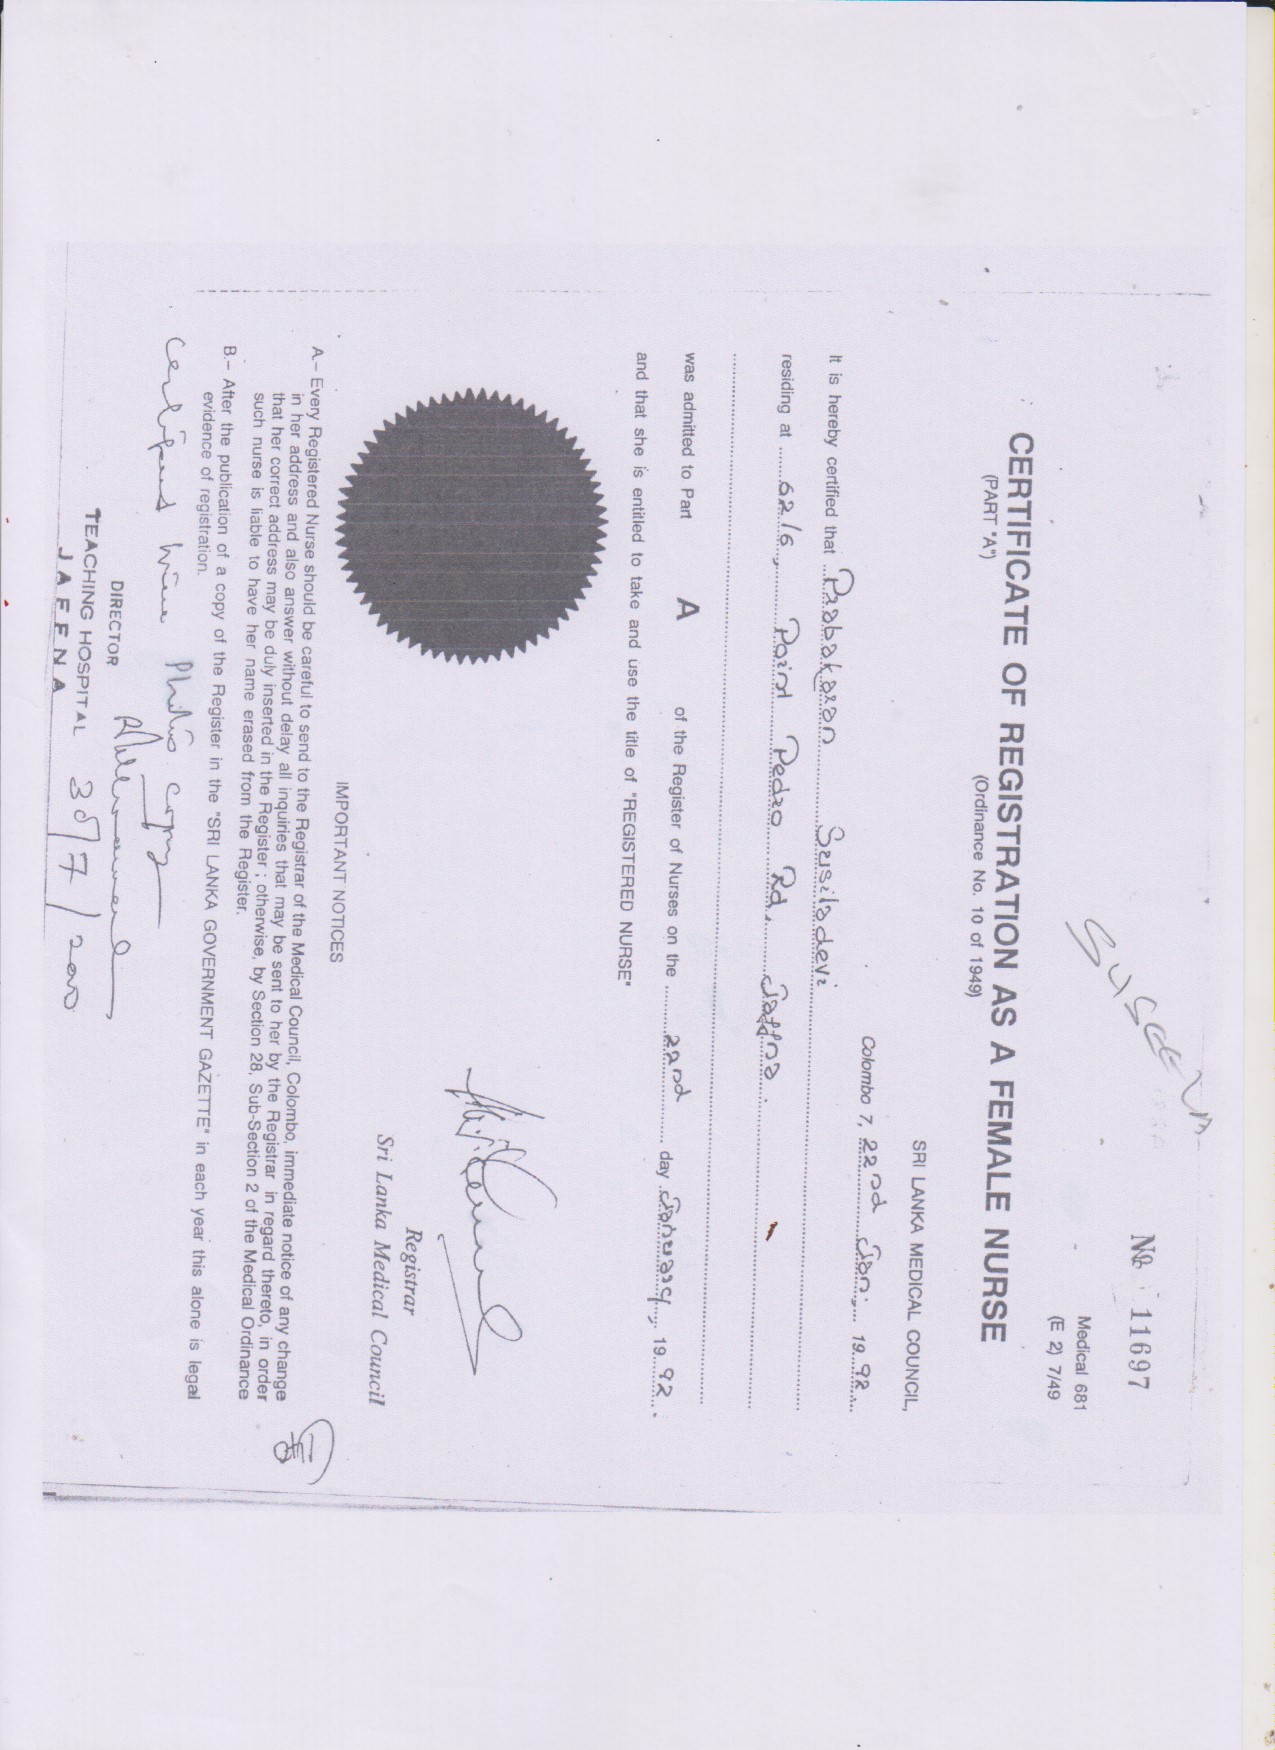 SUSEELA
№ 11697
Medical 681
(E 2) 7/49
CERTIFICATE OF REGISTRATION AS A FEMALE NURSE
(PART "A")
(Ordinance No. 10 of 1949)
SRI LANKA MEDICAL COUNCIL,
Colombo 7, 22nd Jan; 19 92.
It is hereby certified that Prabakaran Susiladevi
residing at 62/6, Point Pedro Rd, Jaffna.
was admitted to Part A of the Register of Nurses on the 22nd day January, 19 92.
and that she is entitled to take and use the title of "REGISTERED NURSE"
Registrar
Sri Lanka Medical Council
IMPORTANT NOTICES
A.– Every Registered Nurse should be careful to send to the Registrar of the Medical Council, Colombo, immediate notice of any change
in her address and also answer without delay all inquiries that may be sent to her by the Registrar in regard thereto, in order
that her correct address may be duly inserted in the Register ; otherwise, by Section 28, Sub-Section 2 of the Medical Ordinance
such nurse is liable to have her name erased from the Register.
B.– After the publication of a copy of the Register in the "SRI LANKA GOVERNMENT GAZETTE" in each year this alone is legal
evidence of registration.
Certified true Photo copy
DIRECTOR
TEACHING HOSPITAL
JAFFNA
30/7/2000